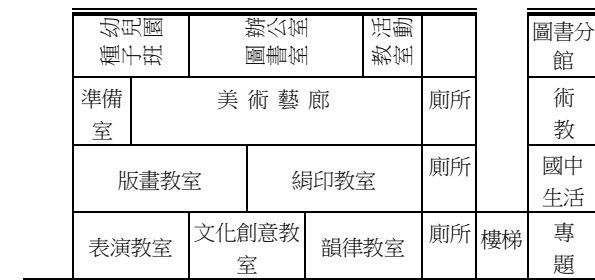 幼兒園
種子班
辦公室
圖書室
活動
教室
圖書分
館
準備
室
美 術 藝 廊
廁所
術
教
版畫教室
絹印教室
廁所
國中
生活
表演教室
文化創意教
室
韻律教室
廁所
樓梯
專
題